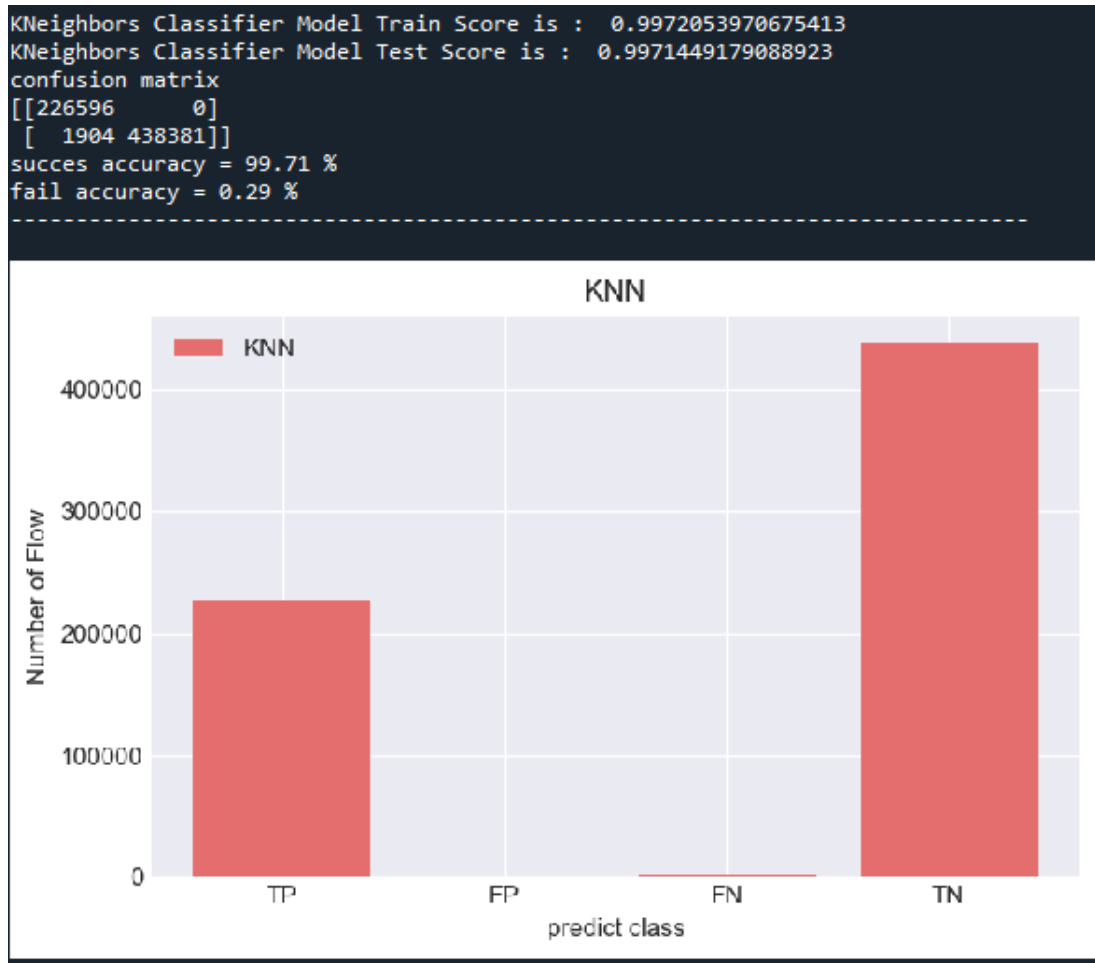 KNeighbors Classifier Model Train Score is :  0.9972053970675413
KNeighbors Classifier Model Test Score is :  0.9971449179088923
confusion matrix
[[226596      0]
 [  1904 438381]]
succes accuracy = 99.71 %
fail accuracy = 0.29 %
--------------------------------------------------------------------------------
KNN
KNN
400000
300000
200000
100000
0
Number of Flow
TP FP FN TN
predict class